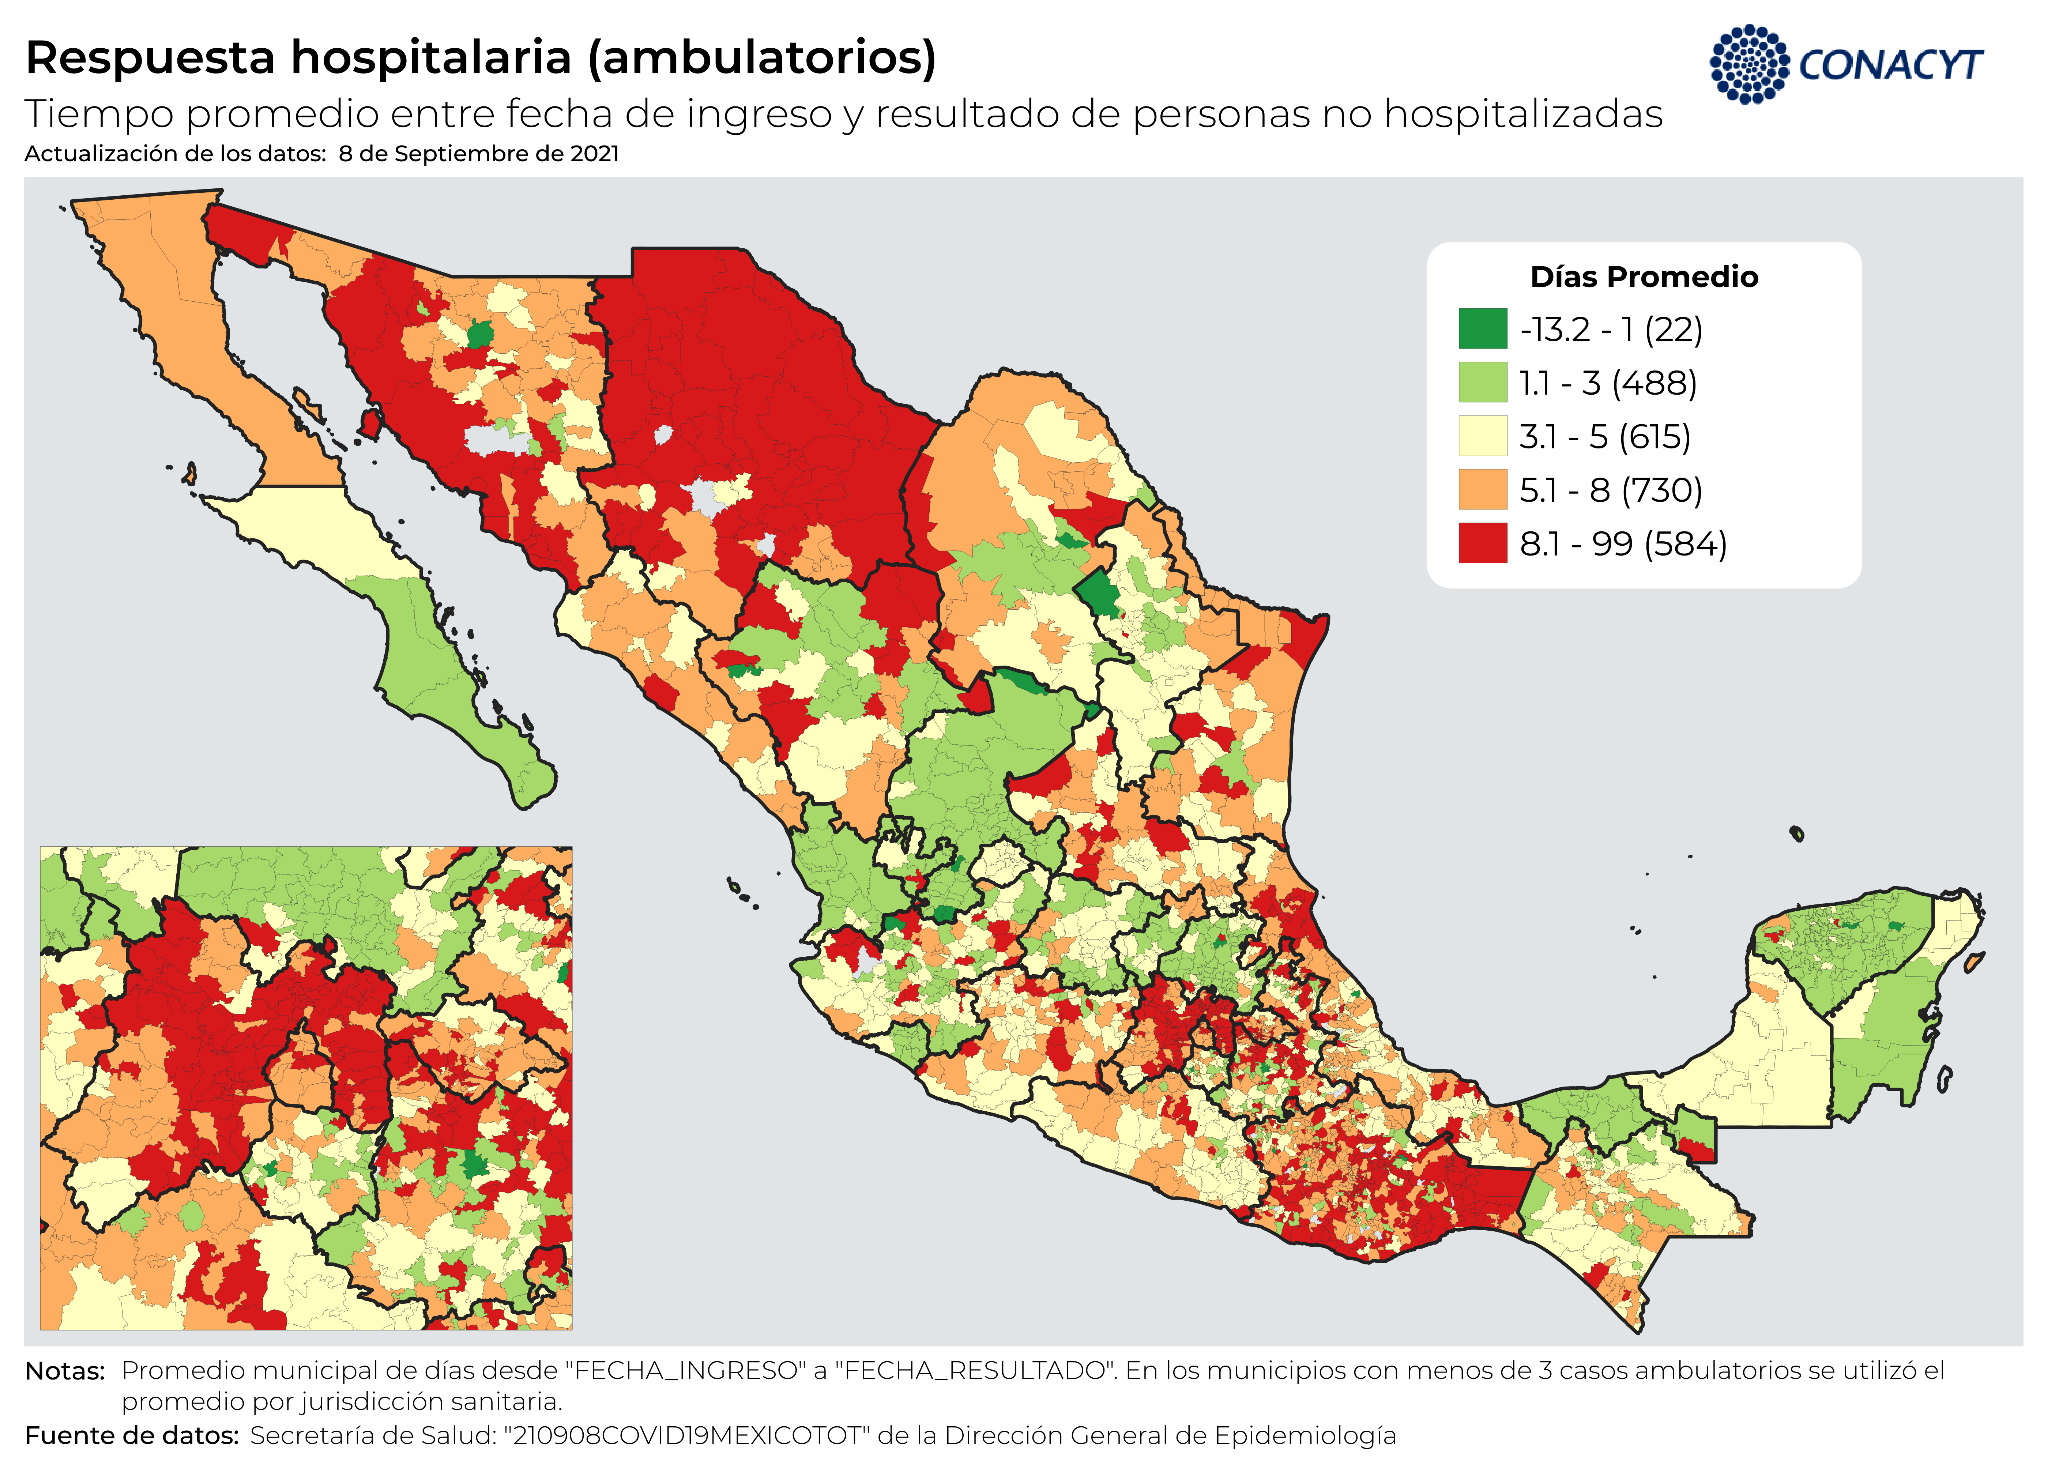 Respuesta hospitalaria (ambulatorios)
CONACYT
Tiempo promedio entre fecha de ingreso y resultado de personas no hospitalizadas
Actualización de los datos: 8 de Septiembre de 2021
Días Promedio
-13.2 - 1 (22)
1.1 - 3 (488)
3.1 - 5 (615)
5.1 - 8 (730)
8.1 - 99 (584)
Notas: Promedio municipal de días desde "FECHA_INGRESO" a "FECHA_RESULTADO". En los municipios con menos de 3 casos ambulatorios se utilizó el
promedio por jurisdicción sanitaria.
Fuente de datos: Secretaría de Salud: "210908COVID19MEXICOTOT" de la Dirección General de Epidemiología